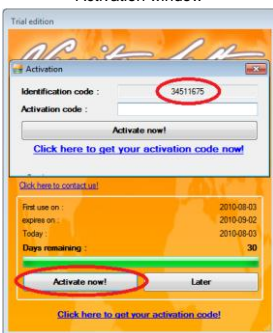 Activation window
Trial edition
Activation
Identification code :
34511675
Activation code :
Activate now!
Click here to get your activation code now!
Click here to contact us!
First use on :
2010-08-03
expires on :
2010-09-02
Today :
2010-08-03
Days remaining :
30
Activate now!
Later
Click here to get your activation code!